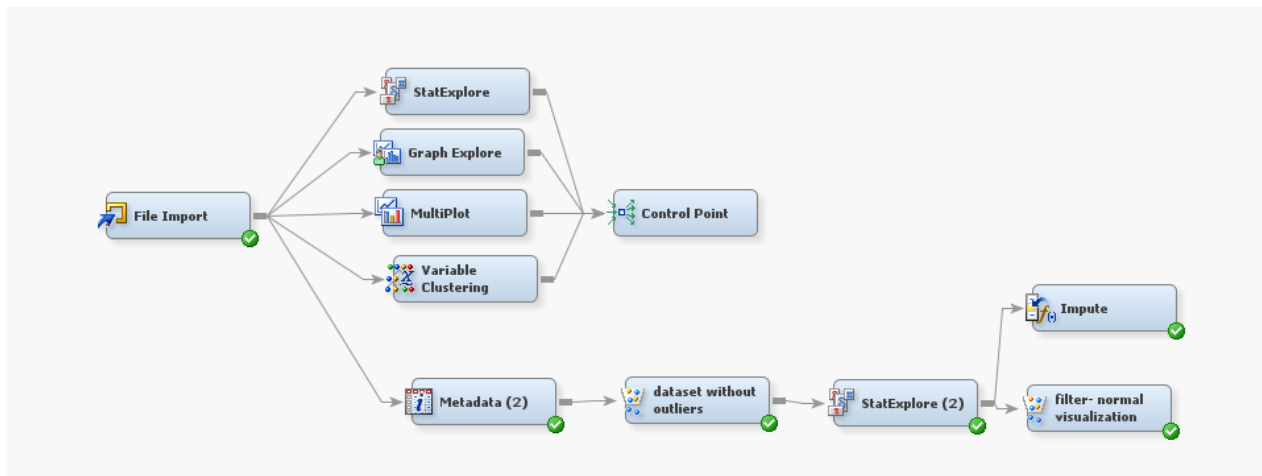 StatExplore
Graph Explore
File Import
MultiPlot
Control Point
Variable
Clustering
Impute
Metadata (2)
dataset without
outliers
StatExplore (2)
filter- normal
visualization